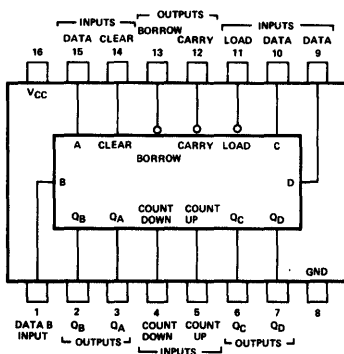 INPUTS OUTPUTS INPUTS
DATA CLEAR BORROW CARRY LOAD DATA DATA
16 15 14 13 12 11 10 9
VCC
A CLEAR BORROW CARRY LOAD C
B D
QB QA COUNT DOWN COUNT UP QC QD
GND
1 2 3 4 5 6 7 8
DATA B INPUT QB QA COUNT DOWN COUNT UP QC QD
OUTPUTS INPUTS OUTPUTS